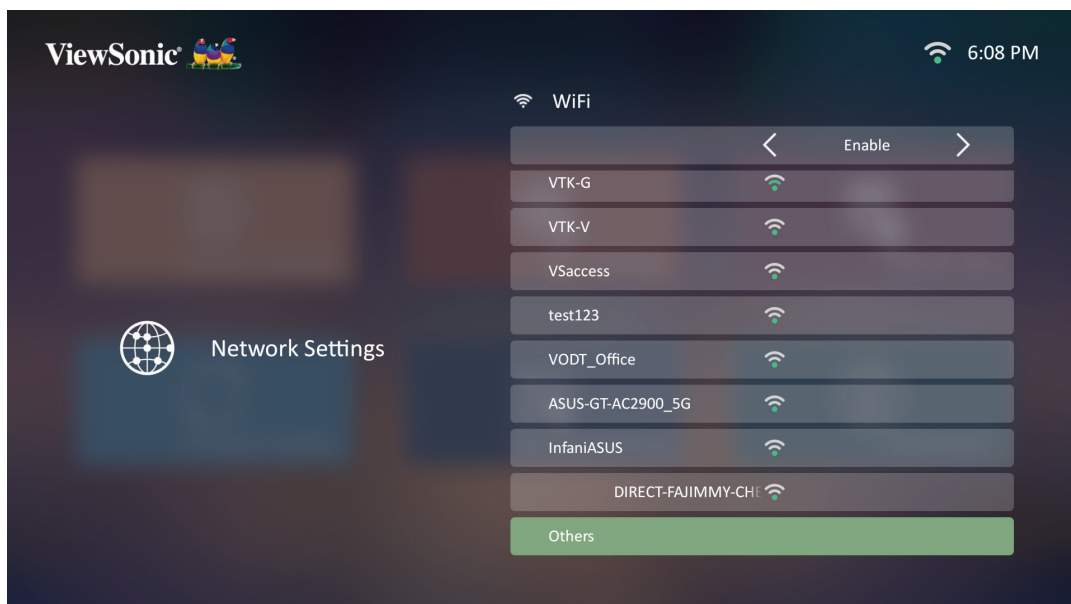 ViewSonic
6:08 PM
WiFi
Enable
VTK-G
VTK-V
VSaccess
test123
Network Settings
VODT_Office
ASUS-GT-AC2900_5G
InfaniASUS
DIRECT-FAJIMMY-CHE
Others